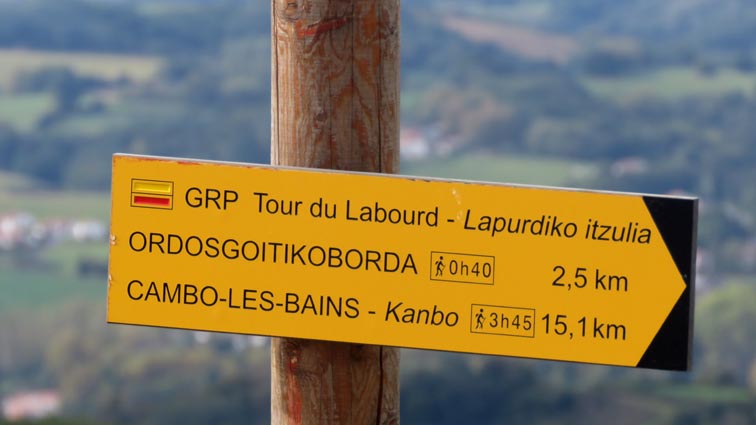 GRP Tour du Labourd - Lapurdiko itzulia
ORDOSGOITIKOBORDA 0h40 2,5 km
CAMBO-LES-BAINS - Kanbo 3h45 15,1 km